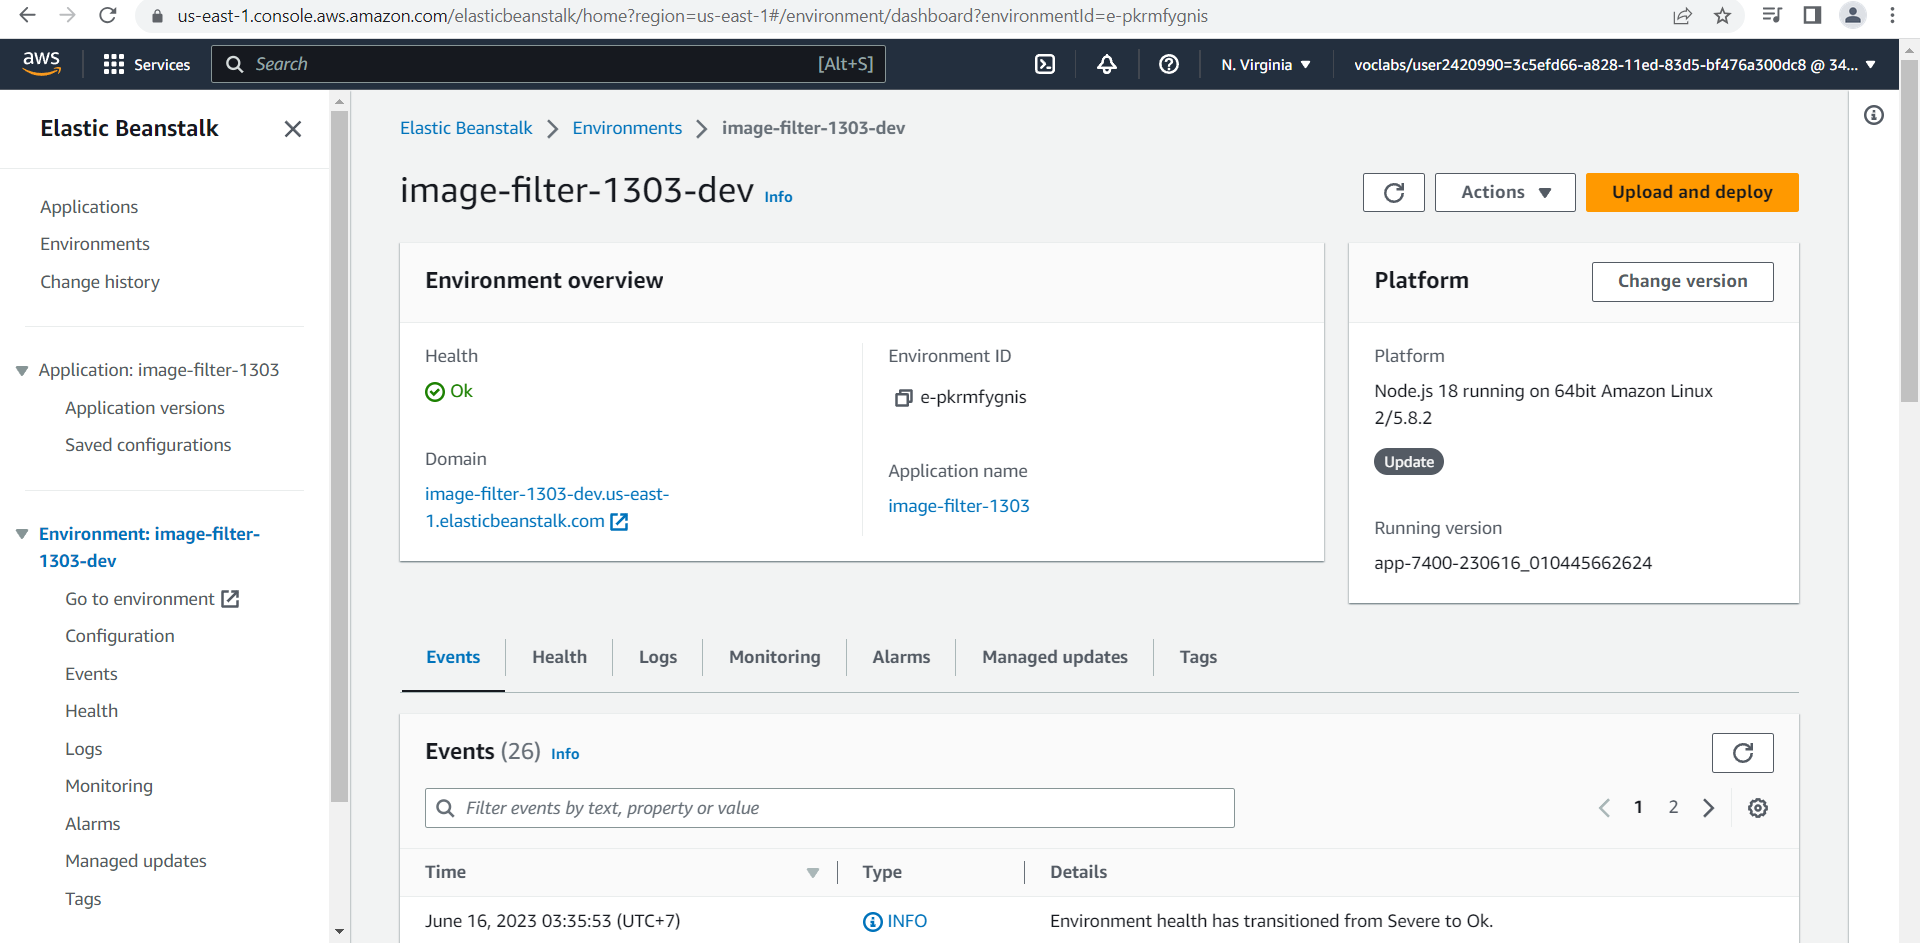 us-east-1.console.aws.amazon.com/elasticbeanstalk/home?region=us-east-1#/environment/dashboard?environmentId=e-pkrmfygnis
aws
Services
Search
[Alt+S]
N. Virginia
voclabs/user2420990=3c5efd66-a828-11ed-83d5-bf476a300dc8 @ 34...
Elastic Beanstalk
Applications
Environments
Change history
Application: image-filter-1303
Application versions
Saved configurations
Environment: image-filter-
1303-dev
Go to environment
Configuration
Events
Health
Logs
Monitoring
Alarms
Managed updates
Tags
Elastic Beanstalk
Environments
image-filter-1303-dev
image-filter-1303-dev Info
Actions
Upload and deploy
Environment overview
Health
Ok
Domain
image-filter-1303-dev.us-east-
1.elasticbeanstalk.com
Environment ID
e-pkrmfygnis
Application name
image-filter-1303
Platform
Change version
Platform
Node.js 18 running on 64bit Amazon Linux
2/5.8.2
Update
Running version
app-7400-230616_010445662624
Events
Health
Logs
Monitoring
Alarms
Managed updates
Tags
Events (26) Info
Filter events by text, property or value
1
2
Time
Type
Details
June 16, 2023 03:35:53 (UTC+7)
INFO
Environment health has transitioned from Severe to Ok.